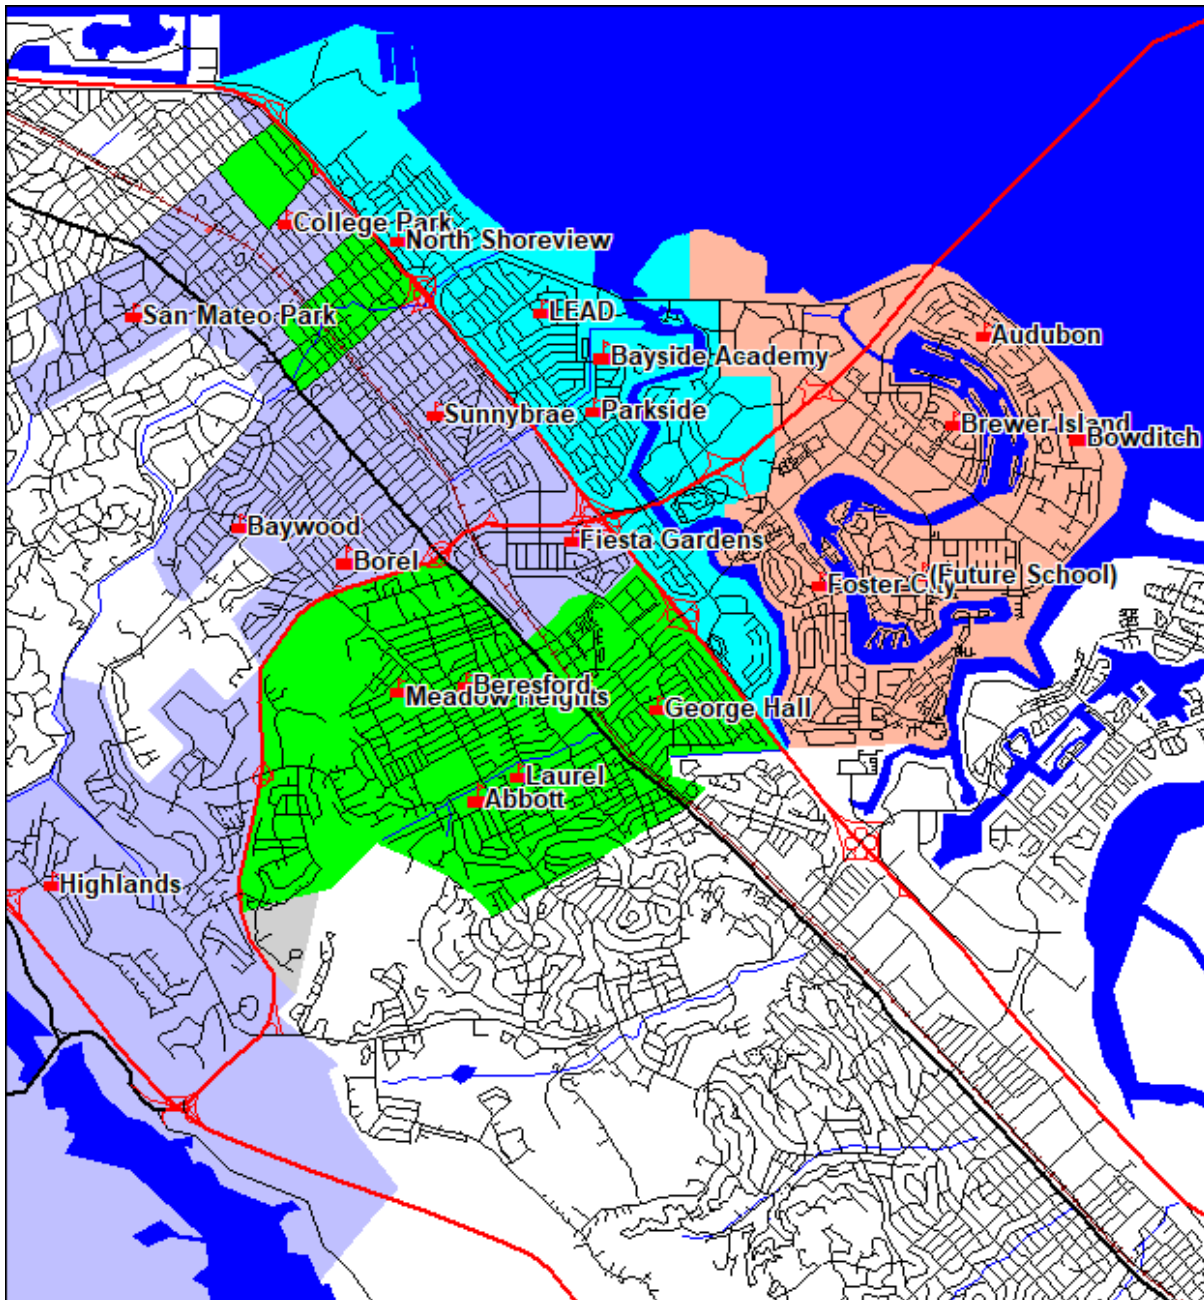 College Park
North Shoreview
San Mateo Park
LEAD
Audubon
Bayside Academy
Sunnybrae
Parkside
Brewer Island
Bowditch
Baywood
Borel
Fiesta Gardens
Foster City
(Future School)
Beresford
Meadow Heights
George Hall
Laurel
Abbott
Highlands